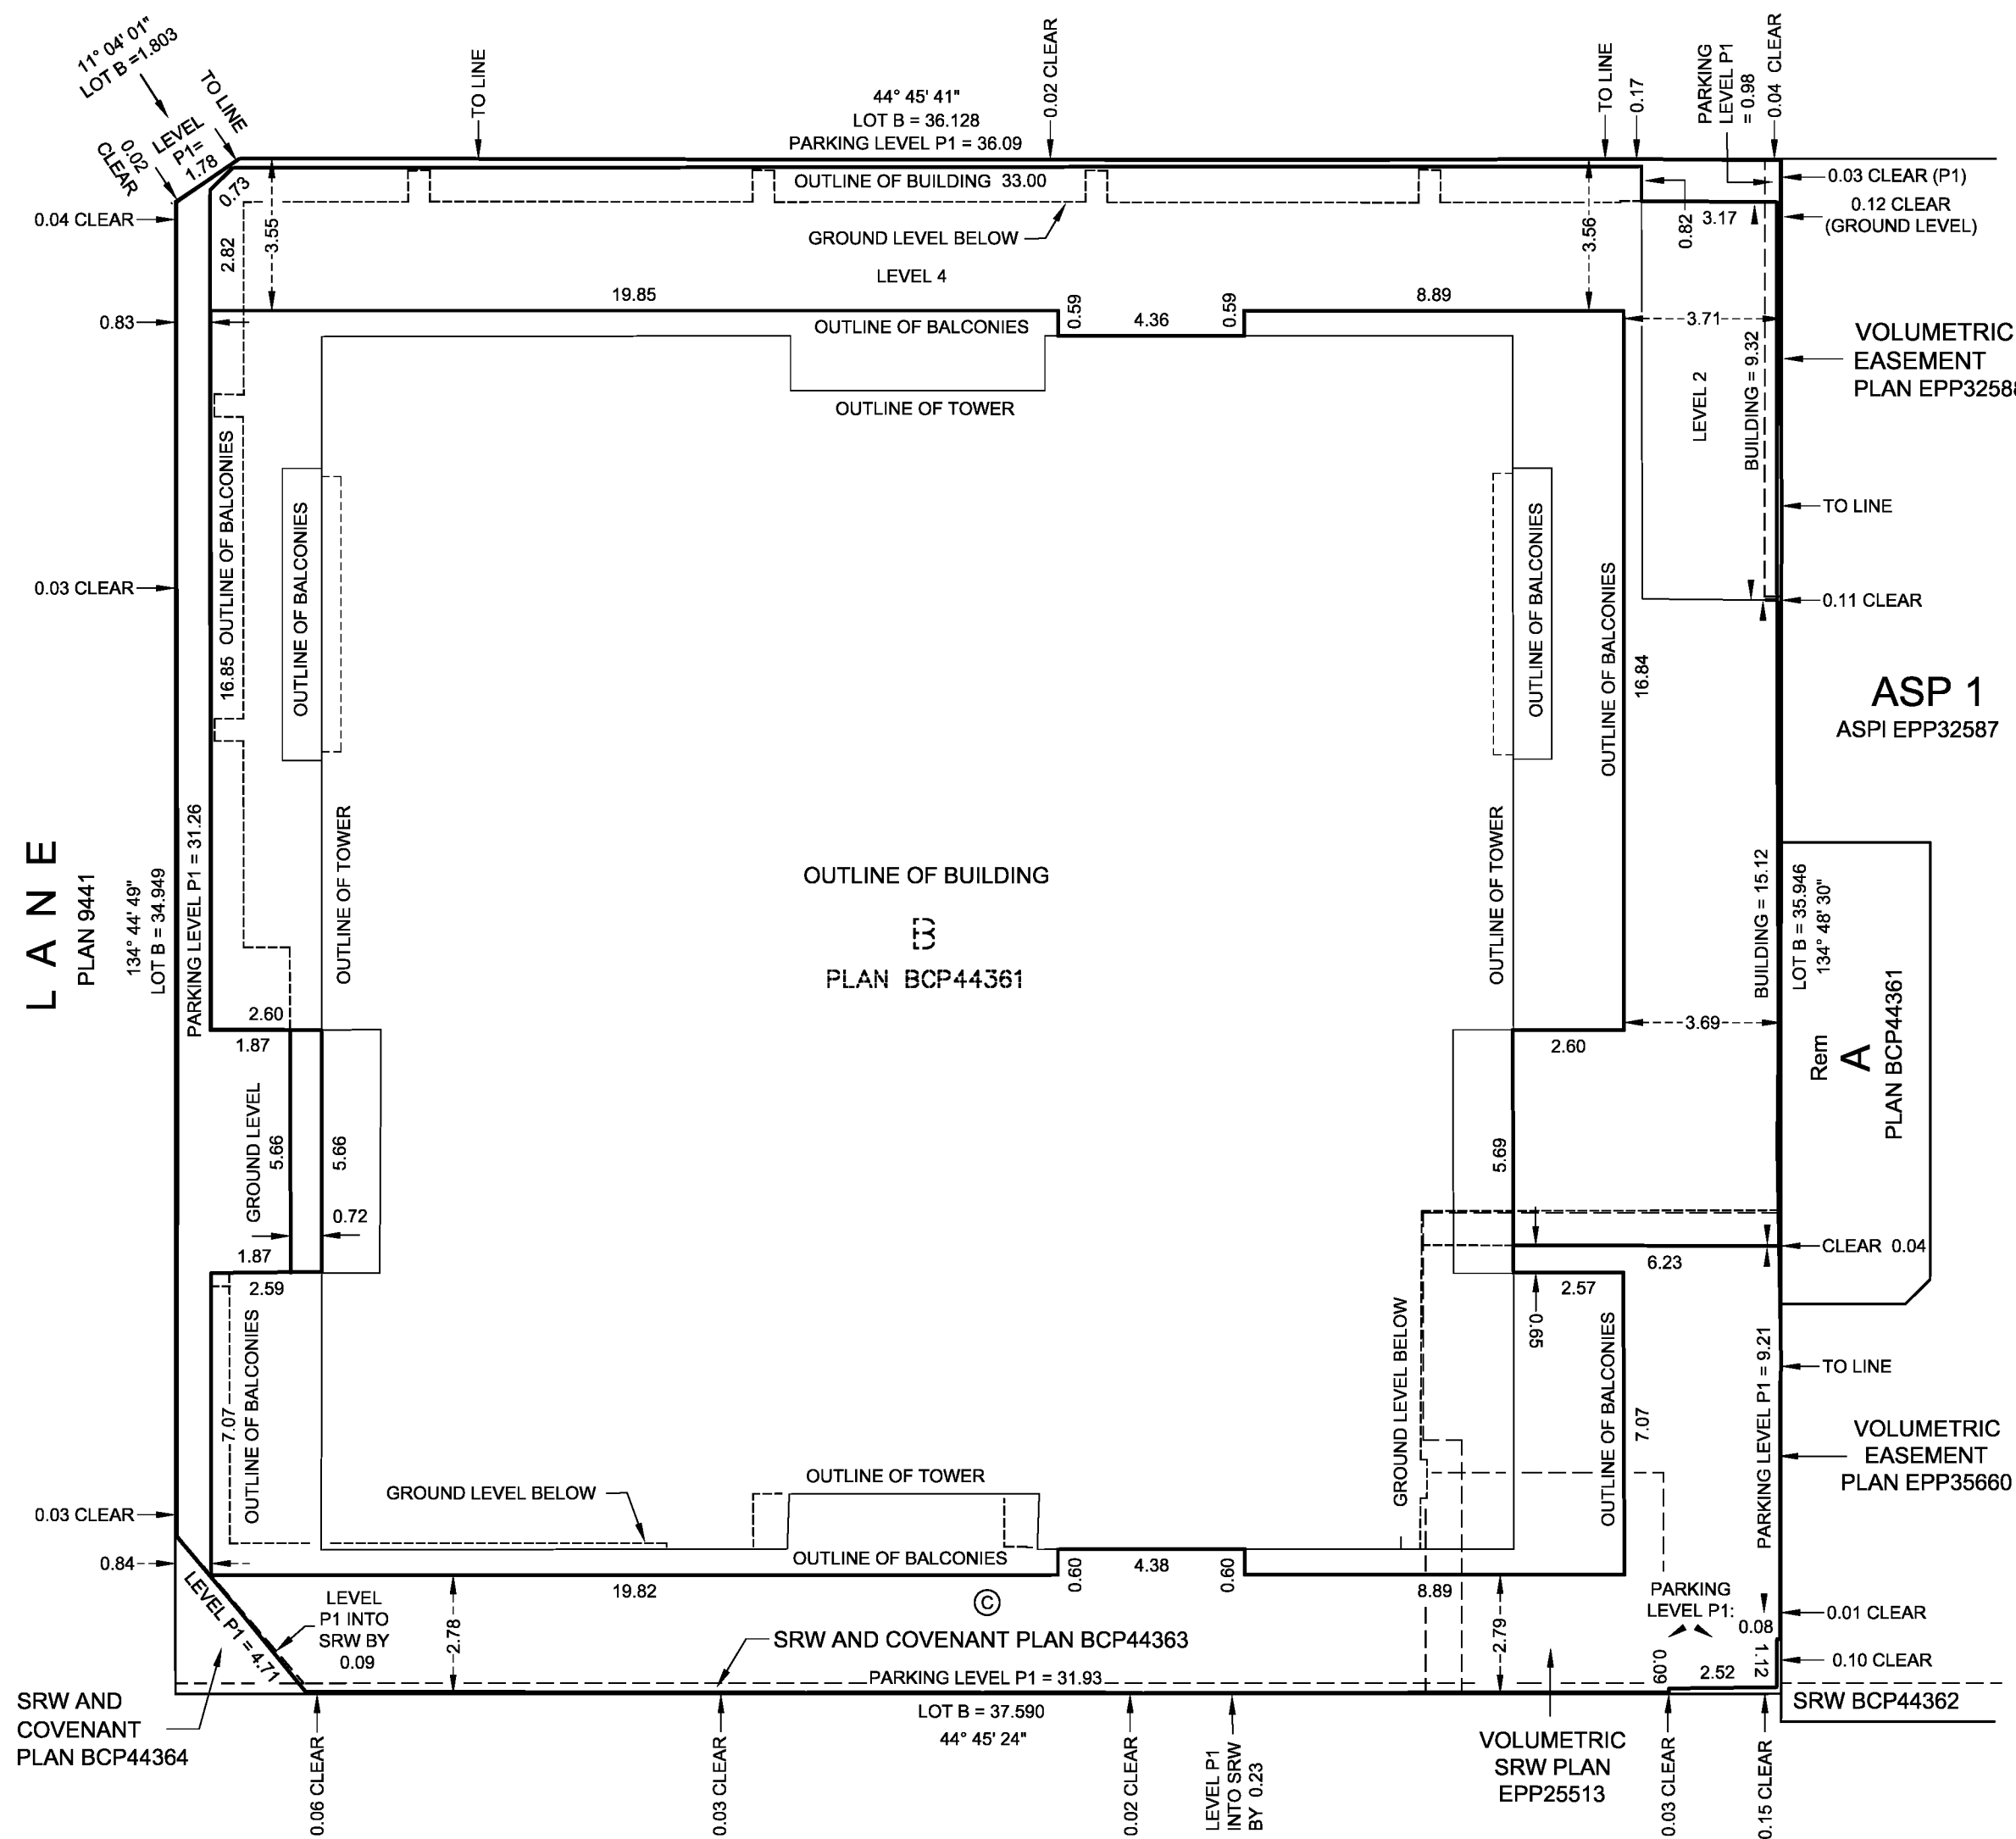 11° 04' 01"
LOT B =1.803
TO LINE
LEVEL
P1=
1.78
0.02
CLEAR
TO LINE
44° 45' 41"
LOT B = 36.128
PARKING LEVEL P1 = 36.09
0.02 CLEAR
TO LINE
0.17
PARKING
LEVEL P1
= 0.98
0.04 CLEAR
0.03 CLEAR (P1)
0.12 CLEAR
(GROUND LEVEL)
0.04 CLEAR
0.73
2.82
3.55
OUTLINE OF BUILDING 33.00
GROUND LEVEL BELOW
LEVEL 4
3.56
0.82
3.17
0.83
19.85
0.59
4.36
0.59
8.89
3.71
OUTLINE OF BALCONIES
OUTLINE OF TOWER
LEVEL 2
BUILDING = 9.32
VOLUMETRIC
EASEMENT
PLAN EPP32588
TO LINE
0.11 CLEAR
0.03 CLEAR
16.85 OUTLINE OF BALCONIES
OUTLINE OF BALCONIES
OUTLINE OF BALCONIES
OUTLINE OF BALCONIES
16.84
ASP 1
ASPI EPP32587
LANE
PLAN 9441
134° 44' 49"
LOT B = 34.949
PARKING LEVEL P1 = 31.26
OUTLINE OF TOWER
OUTLINE OF BUILDING
B
PLAN BCP44361
OUTLINE OF TOWER
BUILDING = 15.12
LOT B = 35.946
134° 48' 30"
Rem
A
PLAN BCP44361
2.60
1.87
GROUND LEVEL
5.66
5.66
0.72
1.87
2.59
2.60
3.69
5.69
CLEAR 0.04
6.23
2.57
0.65
7.07
OUTLINE OF BALCONIES
GROUND LEVEL BELOW
OUTLINE OF TOWER
OUTLINE OF BALCONIES
GROUND LEVEL BELOW
OUTLINE OF BALCONIES
7.07
PARKING LEVEL P1 = 9.21
TO LINE
VOLUMETRIC
EASEMENT
PLAN EPP35660
0.03 CLEAR
0.84
LEVEL P1 = 4.71
LEVEL
P1 INTO
SRW BY
0.09
19.82
2.78
0.60
4.38
0.60
8.89
2.79
C
SRW AND COVENANT PLAN BCP44363
PARKING LEVEL P1 = 31.93
PARKING
LEVEL P1:
0.08
1.12
0.09
2.52
0.01 CLEAR
0.10 CLEAR
SRW BCP44362
SRW AND
COVENANT
PLAN BCP44364
LOT B = 37.590
44° 45' 24"
0.06 CLEAR
0.03 CLEAR
0.02 CLEAR
LEVEL P1
INTO SRW
BY 0.23
VOLUMETRIC
SRW PLAN
EPP25513
0.03 CLEAR
0.15 CLEAR